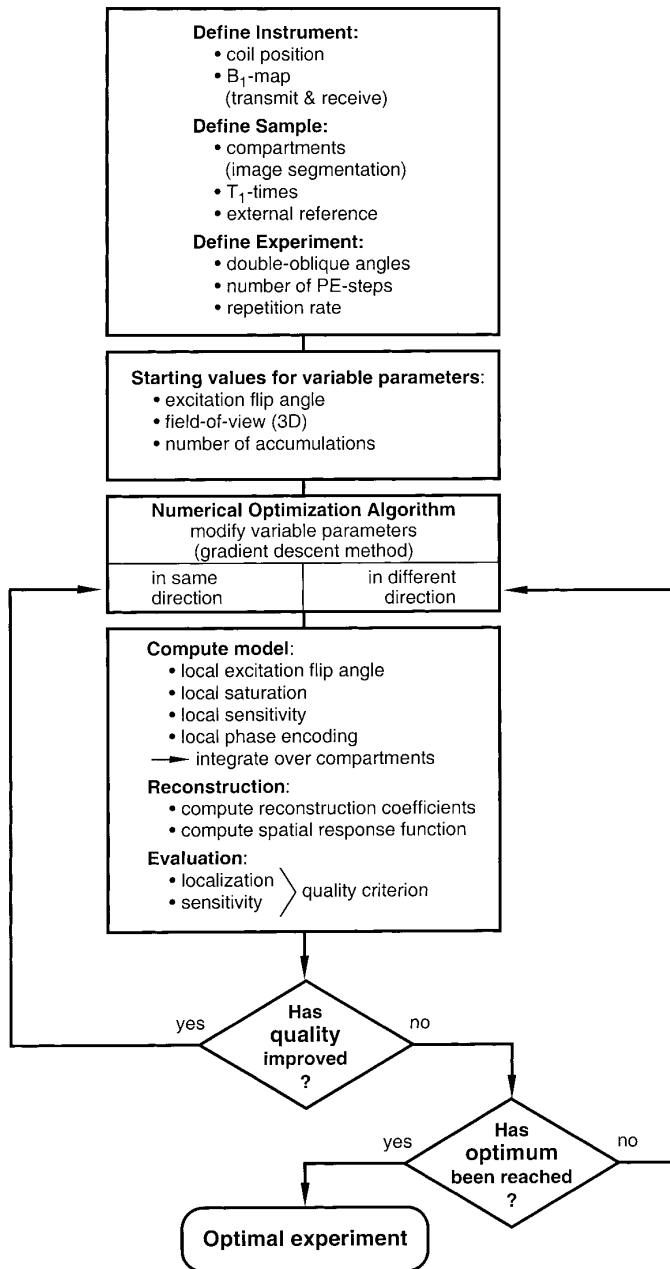 Define Instrument:
• coil position
• B₁-map
(transmit & receive)
Define Sample:
• compartments
(image segmentation)
• T₁-times
• external reference
Define Experiment:
• double-oblique angles
• number of PE-steps
• repetition rate
Starting values for variable parameters:
• excitation flip angle
• field-of-view (3D)
• number of accumulations
Numerical Optimization Algorithm
modify variable parameters
(gradient descent method)
in same
direction
in different
direction
Compute model:
• local excitation flip angle
• local saturation
• local sensitivity
• local phase encoding
integrate over compartments
Reconstruction:
• compute reconstruction coefficients
• compute spatial response function
Evaluation:
• localization
• sensitivity
quality criterion
yes
Has
quality
improved
?
no
yes
Has
optimum
been reached
?
no
Optimal experiment